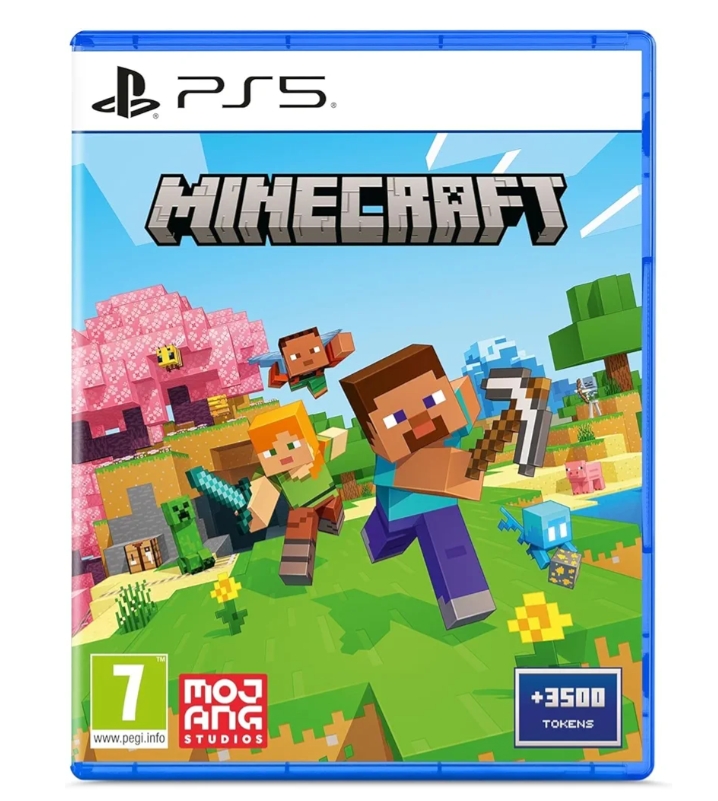 PS5
MINECRAFT
7
www.pegi.info
MOJ
ANG
STUDIOS
+3500
TOKENS